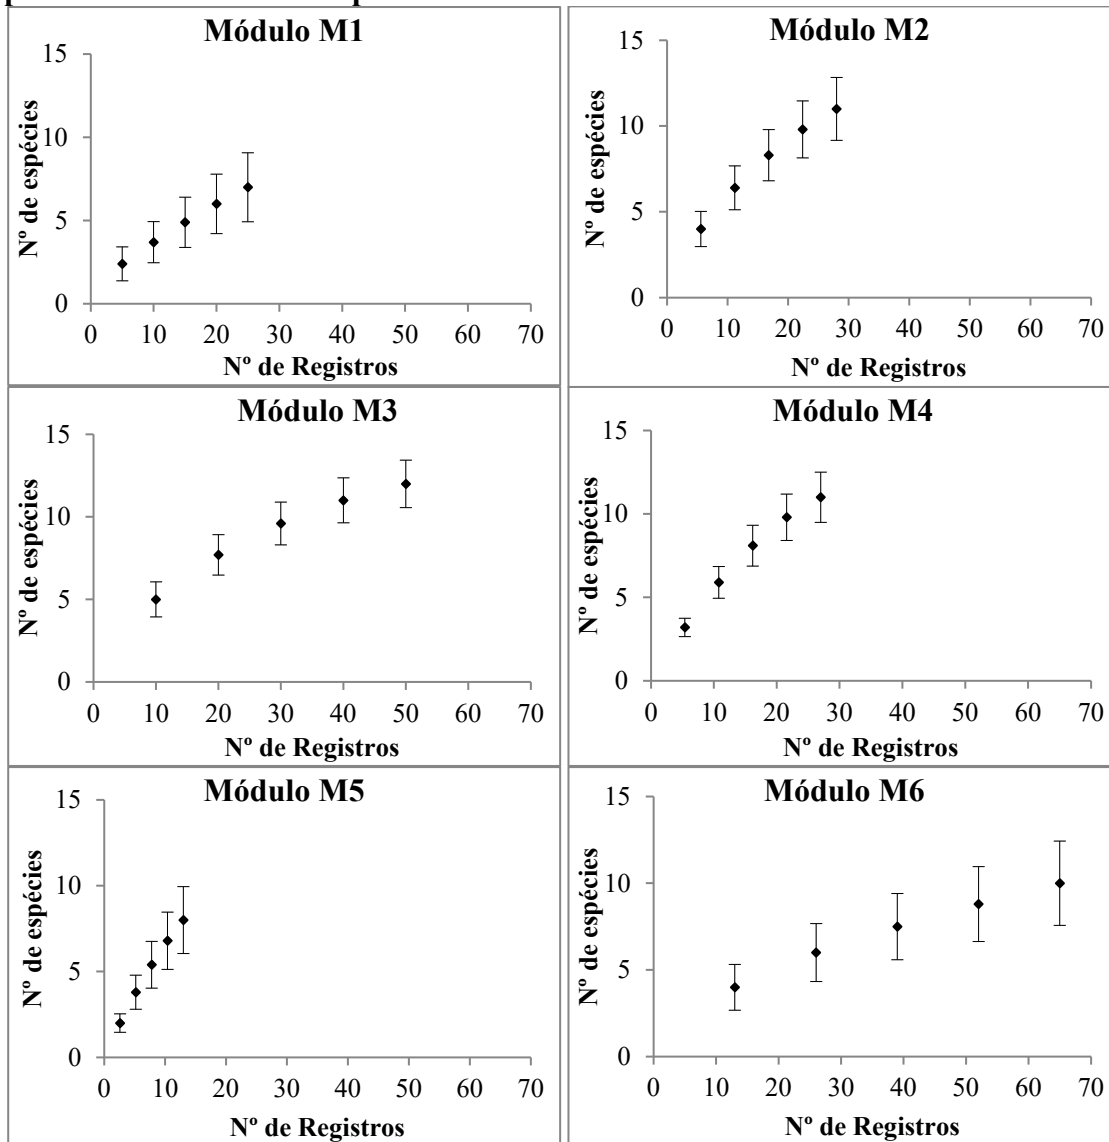 Módulo M1
Nº de espécies
15
10
5
0
0 10 20 30 40 50 60 70
Nº de Registros
Módulo M2
Nº de espécies
15
10
5
0
0 10 20 30 40 50 60 70
Nº de Registros
Módulo M3
Nº de espécies
15
10
5
0
0 10 20 30 40 50 60 70
Nº de Registros
Módulo M4
Nº de espécies
15
10
5
0
0 10 20 30 40 50 60 70
Nº de Registros
Módulo M5
Nº de espécies
15
10
5
0
0 10 20 30 40 50 60 70
Nº de Registros
Módulo M6
Nº de espécies
15
10
5
0
0 10 20 30 40 50 60 70
Nº de Registros